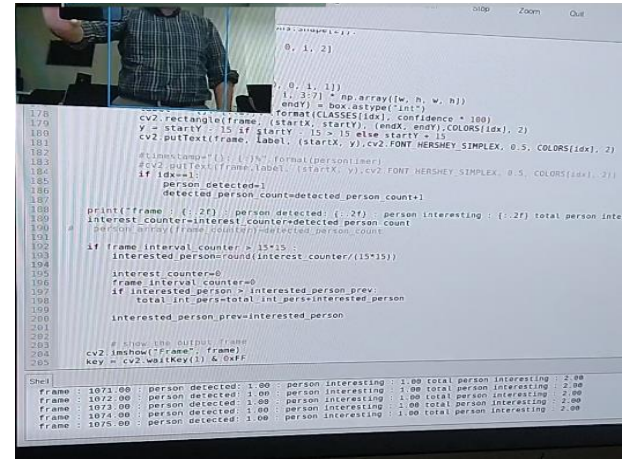 Stop Zoom Quit
0, 1, 2]
0, 1, 1])
1, 3:7] * np.array([w, h, w, h])
endY) = box.astype("int")
178 format(CLASSES[idx], confidence * 100)
179 cv2.rectangle(frame, (startX, startY), (endX, endY),COLORS[idx], 2)
180 y = startY - 15 if startY - 15 > 15 else startY + 15
181 cv2.putText(frame, label, (startX, y),cv2.FONT_HERSHEY_SIMPLEX, 0.5, COLORS[idx], 2)
182
183 #cv2.putText(frame,label, (startX, y),cv2.FONT_HERSHEY_SIMPLEX, 0.5, COLORS[idx], 2)
184 if idx==1:
185 person_detected=1
186 detected_person_count=detected_person_count+1
187
188 print("frame : {:.2f} : person detected: {:.2f} : person interesting : {:.2f} total person inte
189 interest_counter=interest_counter+detected_person_count
190 # person_array(frame_counter)=detected_person_count
191
192 if frame_interval_counter > 15*15 :
193 interested_person=round(interest_counter/(15*15))
194
195 interest_counter=0
196 frame_interval_counter=0
197 if interested_person > interested_person_prev:
198 total_int_pers=total_int_pers+interested_person
199
200 interested_person_prev=interested_person
201
202
203 # show the output frame
204 cv2.imshow("Frame", frame)
205 key = cv2.waitKey(1) & 0xFF
Shell
frame : 1071.00 : person detected: 1.00 : person interesting : 1.00 total person interesting : 2.00
frame : 1072.00 : person detected: 1.00 : person interesting : 1.00 total person interesting : 2.00
frame : 1073.00 : person detected: 1.00 : person interesting : 1.00 total person interesting : 2.00
frame : 1074.00 : person detected: 1.00 : person interesting : 1.00 total person interesting : 2.00
frame : 1075.00 : person detected: 1.00 : person interesting : 1.00 total person interesting : 2.00